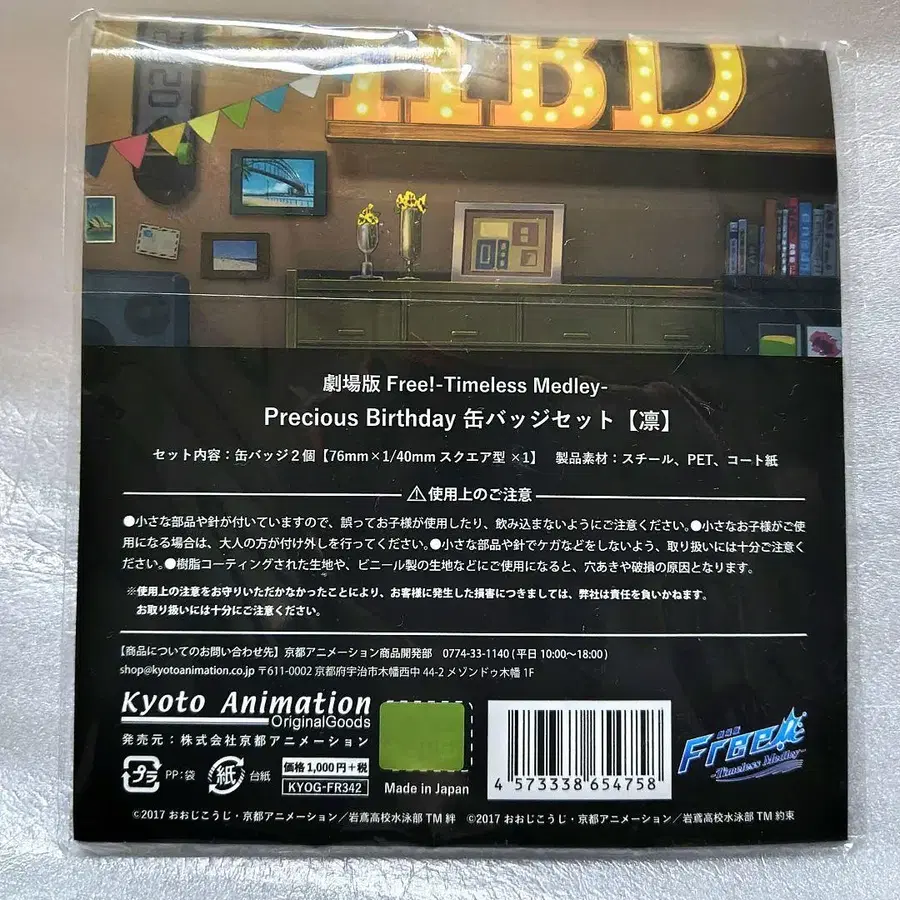 2050
HBD
劇場版 Free!-Timeless Medley-
Precious Birthday 缶バッジセット【凛】
セット内容:缶バッジ2個【76mm×1/40mm スクエア型 ×1】 製品素材:スチール、PET、コート紙
⚠使用上のご注意
●小さな部品や針が付いていますので、誤ってお子様が使用したり、飲み込まないようにご注意ください。●小さなお子様がご使
用になる場合は、大人の方が付け外しを行ってください。●小さな部品や針でケガなどをしないよう、取り扱いには十分ご注意く
ださい。●樹脂コーティングされた生地や、ビニール製の生地などにご使用になると、穴あきや破損の原因となります。
※使用上の注意をお守りいただかなかったことにより、お客様に発生した損害につきましては、弊社は責任を負いかねます。
お取り扱いには十分にご注意ください。
【商品についてのお問い合わせ先】京都アニメーション商品開発部 0774-33-1140 (平日 10:00~18:00)
shop@kyotoanimation.co.jp 〒611-0002 京都府宇治市木幡西中 44-2 メゾンドゥ木幡 1F
Kyoto Animation
OriginalGoods
発売元:株式会社京都アニメーション
プラ PP:袋 紙 台紙
価格1,000円+税
KYOG-FR342
Made in Japan
4 573338 654758
劇場版
Free!
-Timeless Medley-
©2017 おおじこうじ・京都アニメーション/岩鳶高校水泳部 TM 絆 ©2017 おおじこうじ・京都アニメーション/岩鳶高校水泳部 TM 約束